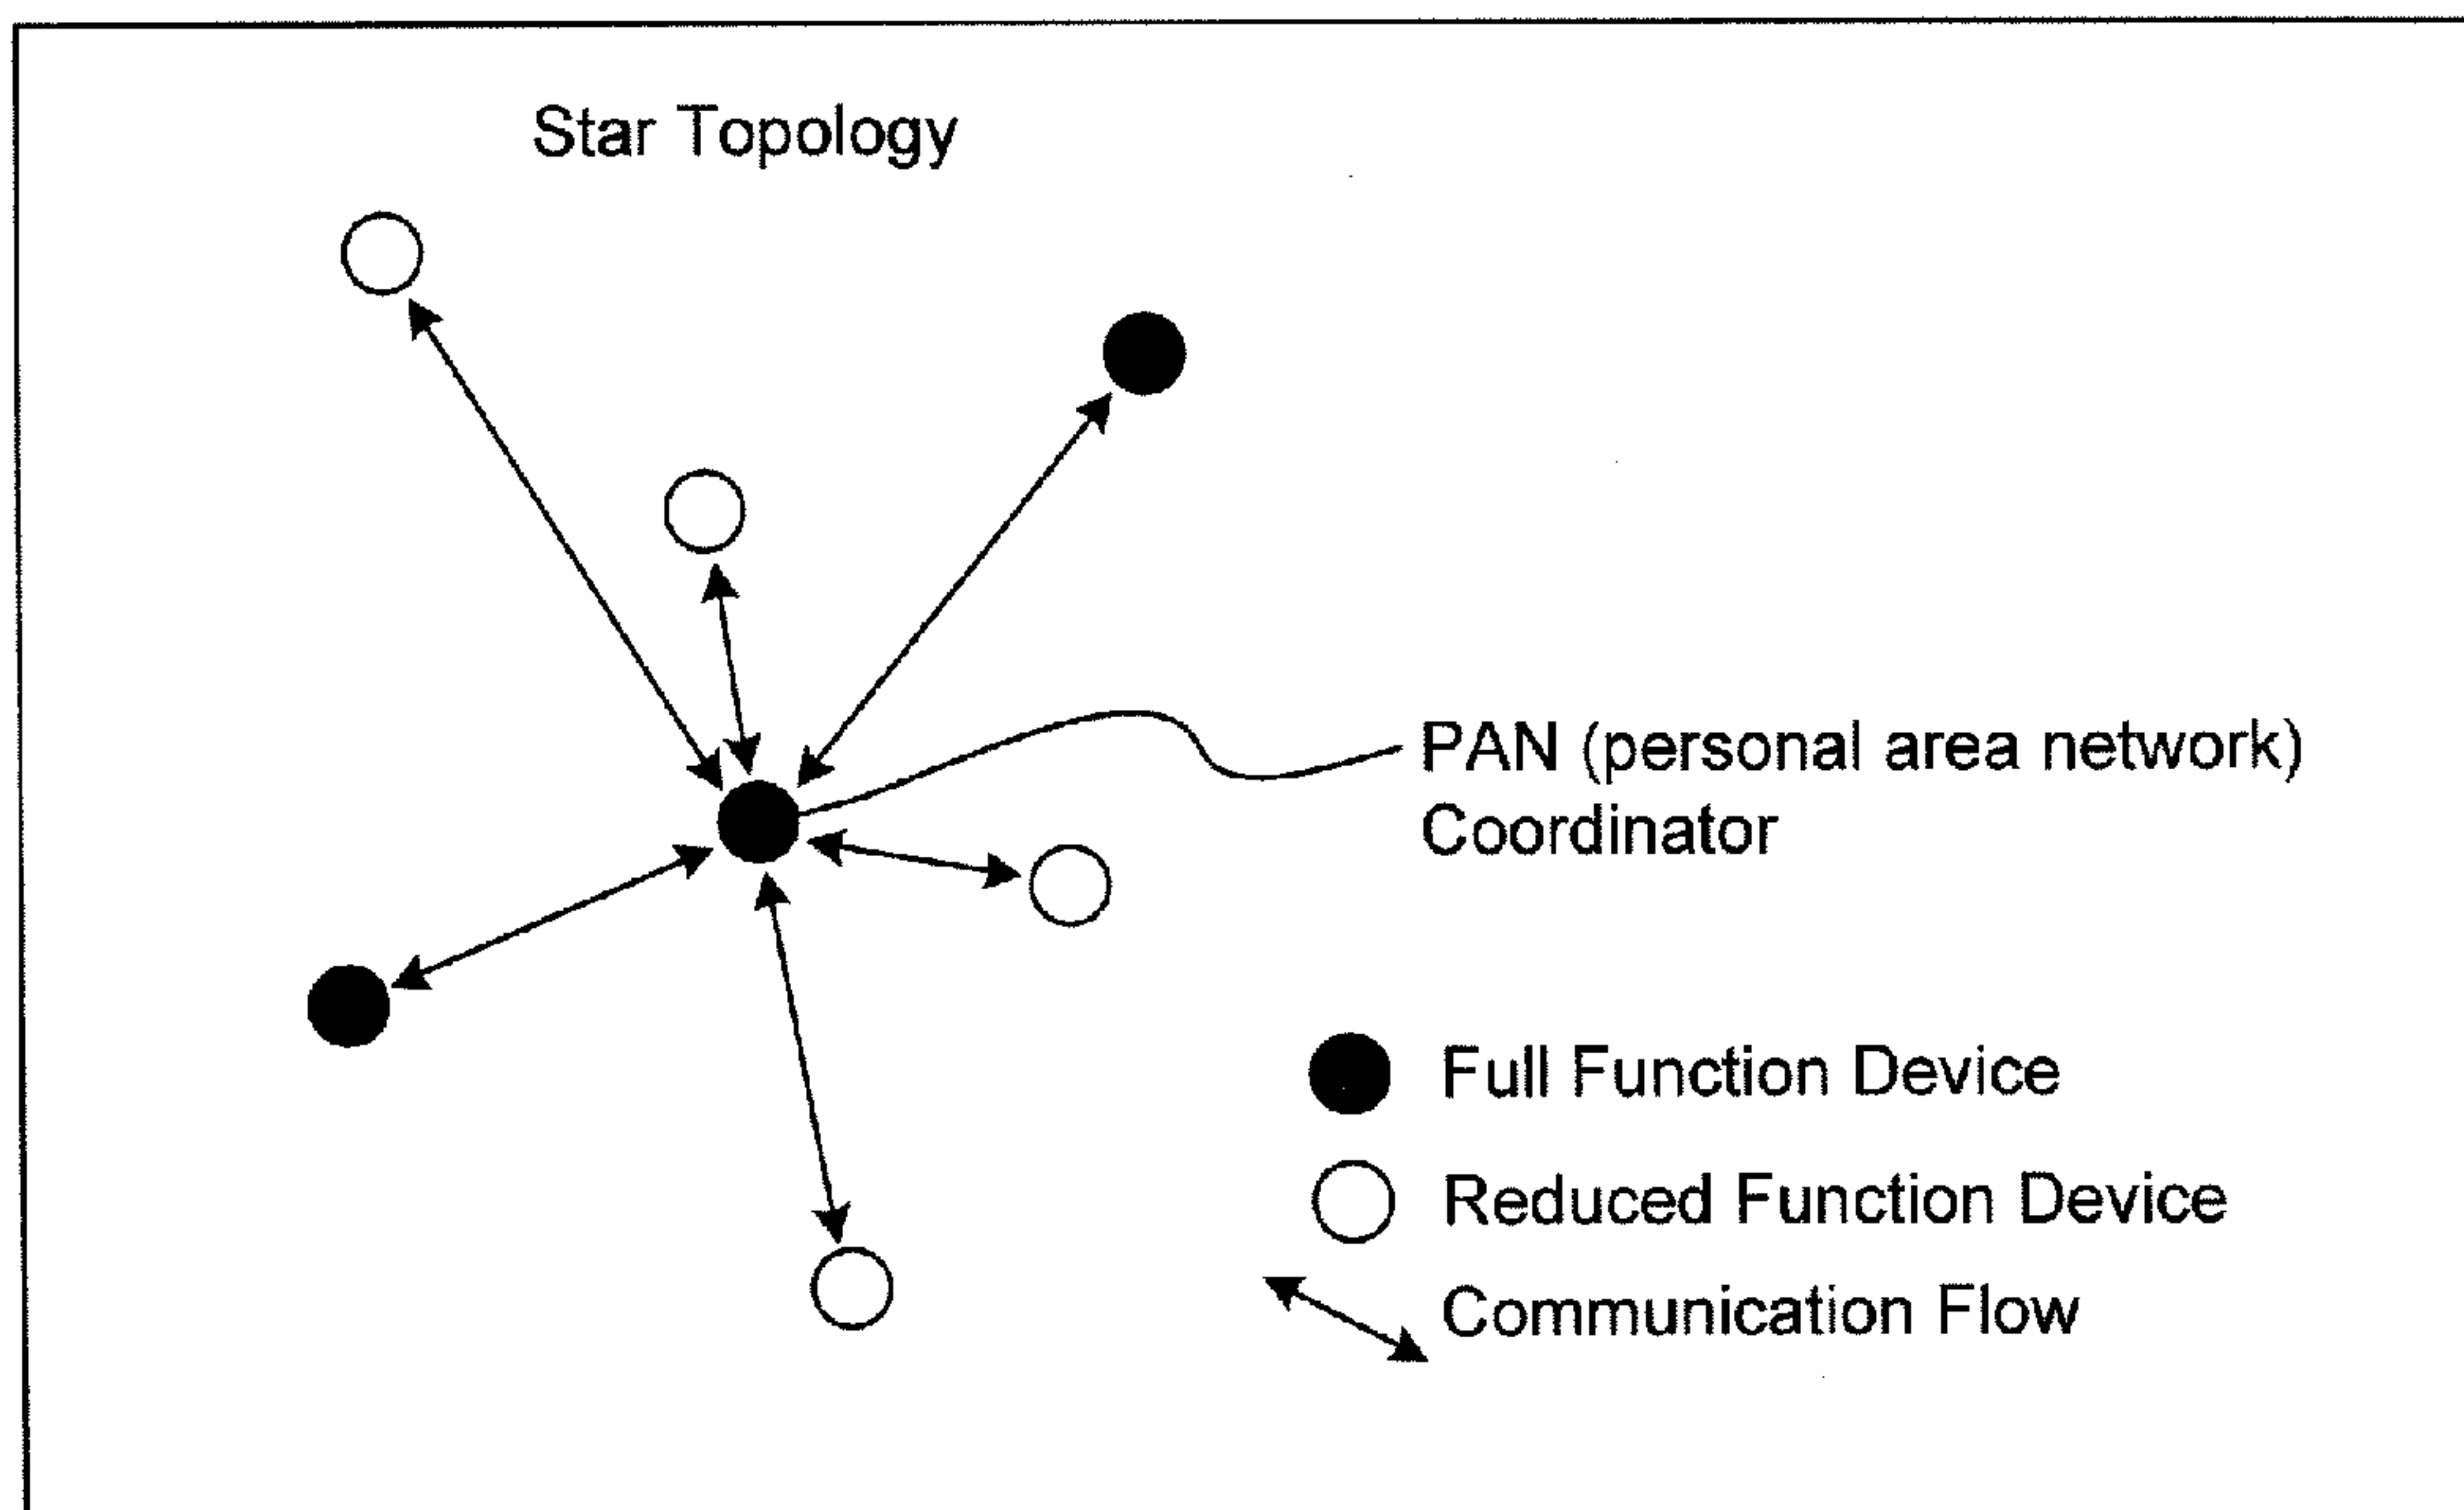 Star Topology
PAN (personal area network)
Coordinator
Full Function Device
Reduced Function Device
Communication Flow